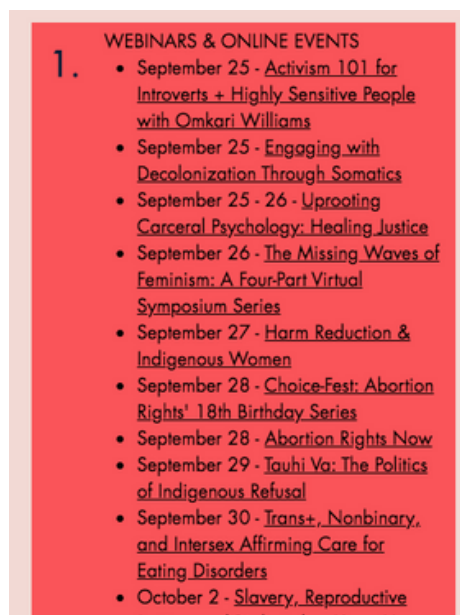 WEBINARS & ONLINE EVENTS
1.
• September 25 - Activism 101 for
Introverts + Highly Sensitive People
with Omkari Williams
• September 25 - Engaging with
Decolonization Through Somatics
• September 25 - 26 - Uprooting
Carceral Psychology: Healing Justice
• September 26 - The Missing Waves of
Feminism: A Four-Part Virtual
Symposium Series
• September 27 - Harm Reduction &
Indigenous Women
• September 28 - Choice-Fest: Abortion
Rights' 18th Birthday Series
• September 28 - Abortion Rights Now
• September 29 - Tauhi Va: The Politics
of Indigenous Refusal
• September 30 - Trans+, Nonbinary,
and Intersex Affirming Care for
Eating Disorders
• October 2 - Slavery, Reproductive